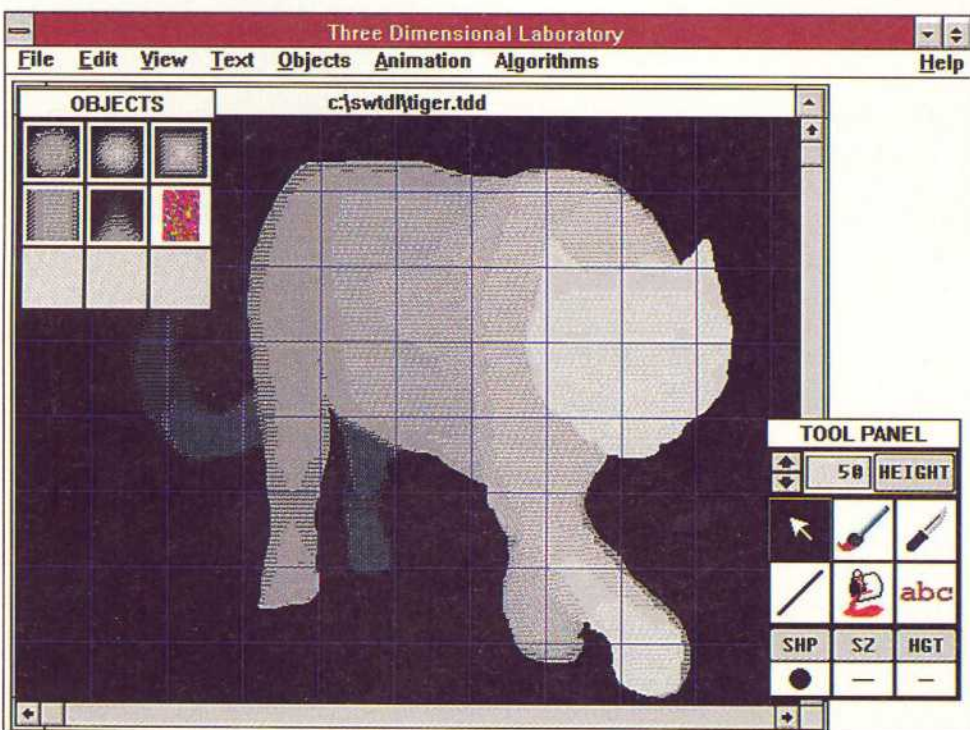 Three Dimensional Laboratory
File Edit View Text Objects Animation Algorithms Help
OBJECTS
c:\swtdl\tiger.tdd
TOOL PANEL
50 HEIGHT
abc
SHP SZ HGT